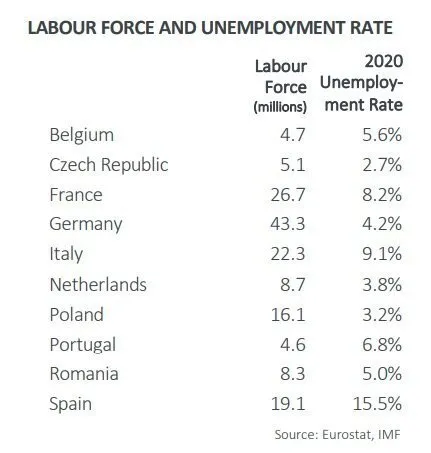 LABOUR FORCE AND UNEMPLOYMENT RATE
Labour Force (millions) 2020 Unemploy-ment Rate
Belgium 4.7 5.6%
Czech Republic 5.1 2.7%
France 26.7 8.2%
Germany 43.3 4.2%
Italy 22.3 9.1%
Netherlands 8.7 3.8%
Poland 16.1 3.2%
Portugal 4.6 6.8%
Romania 8.3 5.0%
Spain 19.1 15.5%
Source: Eurostat, IMF